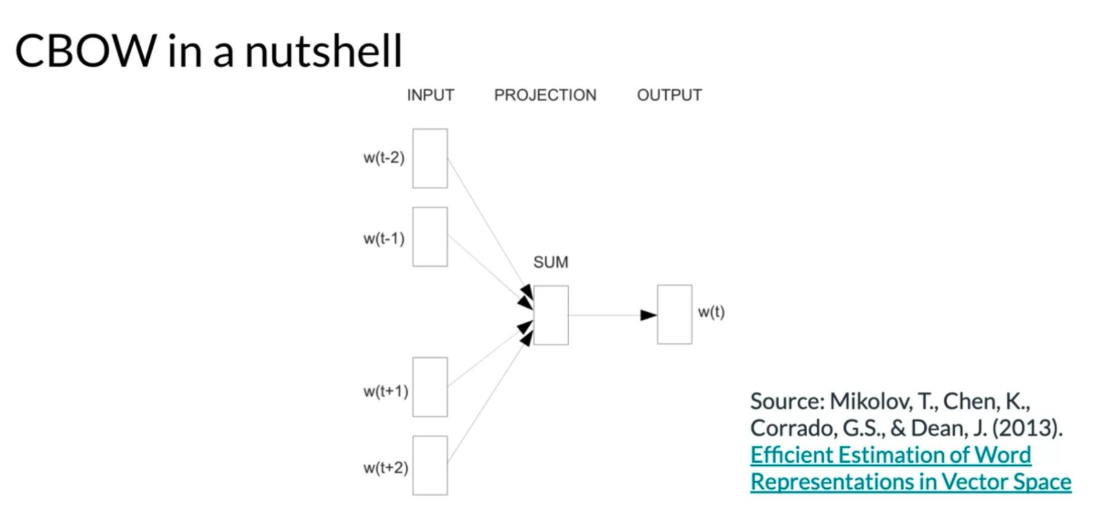 CBOW in a nutshell
INPUT PROJECTION OUTPUT
w(t-2)
w(t-1)
SUM
w(t)
w(t+1)
w(t+2)
Source: Mikolov, T., Chen, K.,
Corrado, G.S., & Dean, J. (2013).
Efficient Estimation of Word
Representations in Vector Space